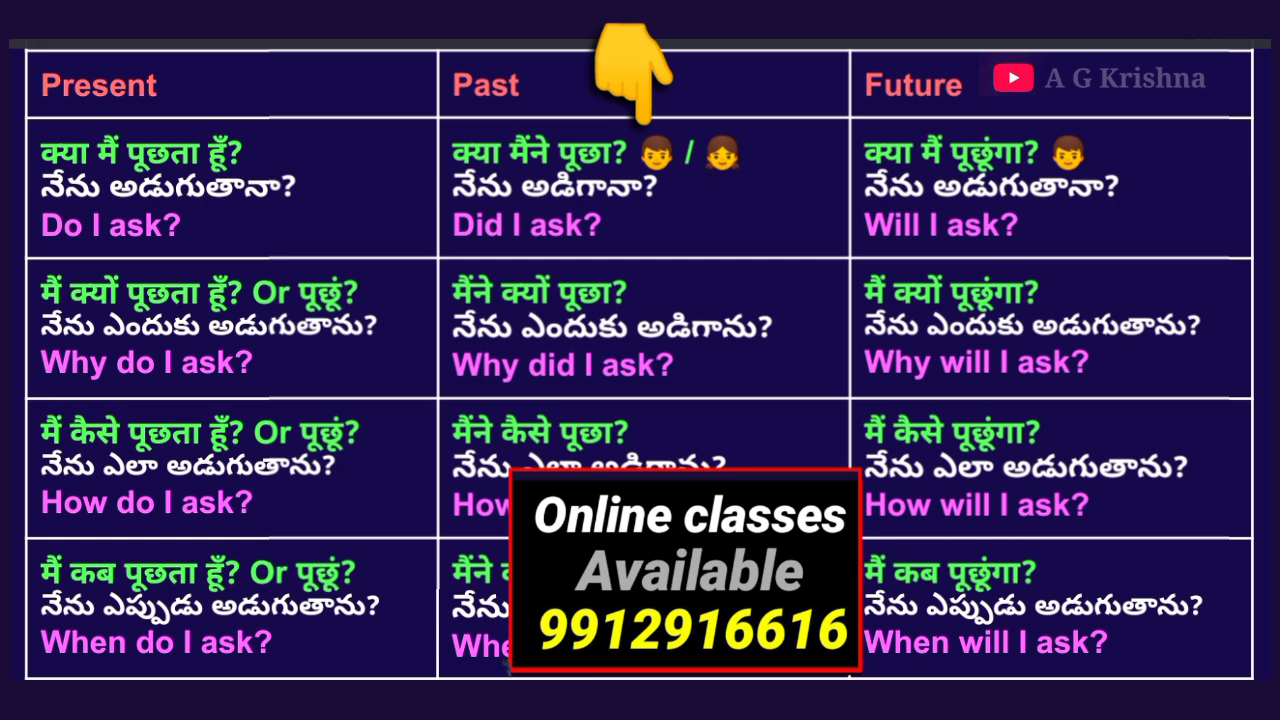 Present
Past
Future
A G Krishna
क्या मैं पूछता हूँ?
నేను అడుగుతానా?
Do I ask?
क्या मैंने पूछा? 👦 / 👧
నేను అడిగానా?
Did I ask?
क्या मैं पूछूंगा? 👦
నేను అడుగుతానా?
Will I ask?
मैं क्यों पूछता हूँ? Or पूछूं?
నేను ఎందుకు అడుగుతాను?
Why do I ask?
मैंने क्यों पूछा?
నేను ఎందుకు అడిగాను?
Why did I ask?
मैं क्यों पूछूंगा?
నేను ఎందుకు అడుగుతాను?
Why will I ask?
मैं कैसे पूछता हूँ? Or पूछूं?
నేను ఎలా అడుగుతాను?
How do I ask?
मैंने कैसे पूछा?
నేను ఎలా అడిగాను?
How
मैं कैसे पूछूंगा?
నేను ఎలా అడుగుతాను?
How will I ask?
मैं कब पूछता हूँ? Or पूछूं?
నేను ఎప్పుడు అడుగుతాను?
When do I ask?
मैंने
నేను
मैं कब पूछूंगा?
నేను ఎప్పుడు అడుగుతాను?
When will I ask?
Online classes
Available
9912916616